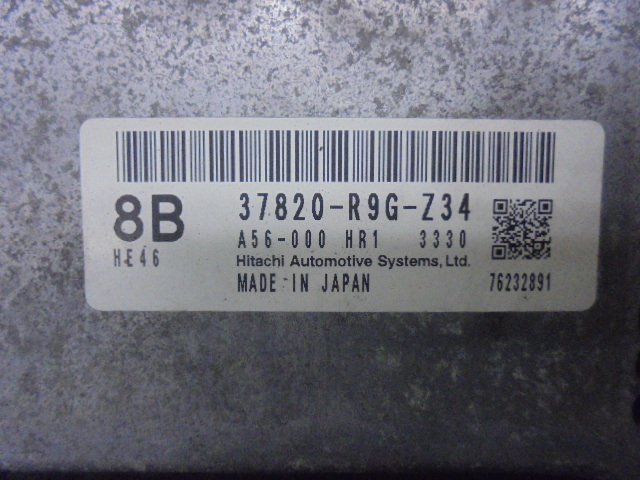 8B
HE46
37820-R9G-Z34
A56-000 HR1 3330
Hitachi Automotive Systems, Ltd.
MADE IN JAPAN
76232891